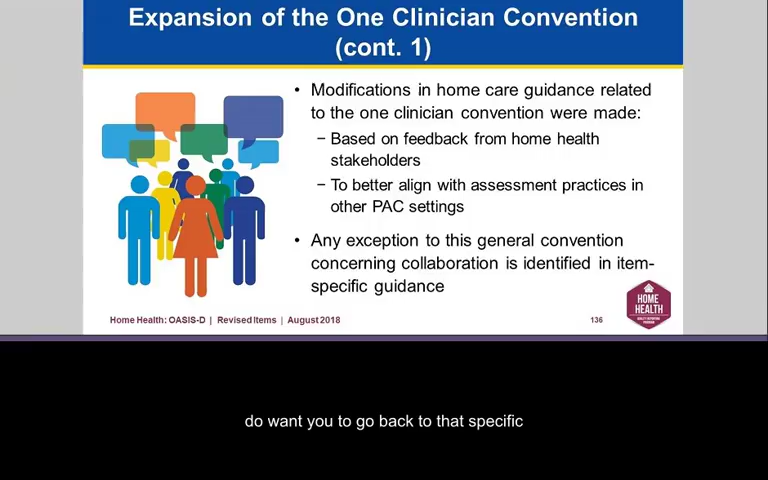 Expansion of the One Clinician Convention
(cont. 1)
• Modifications in home care guidance related
to the one clinician convention were made:
− Based on feedback from home health
stakeholders
− To better align with assessment practices in
other PAC settings
• Any exception to this general convention
concerning collaboration is identified in item-
specific guidance
Home Health: OASIS-D | Revised Items | August 2018
136
HOME
HEALTH
QUALITY REPORTING
PROGRAM
do want you to go back to that specific